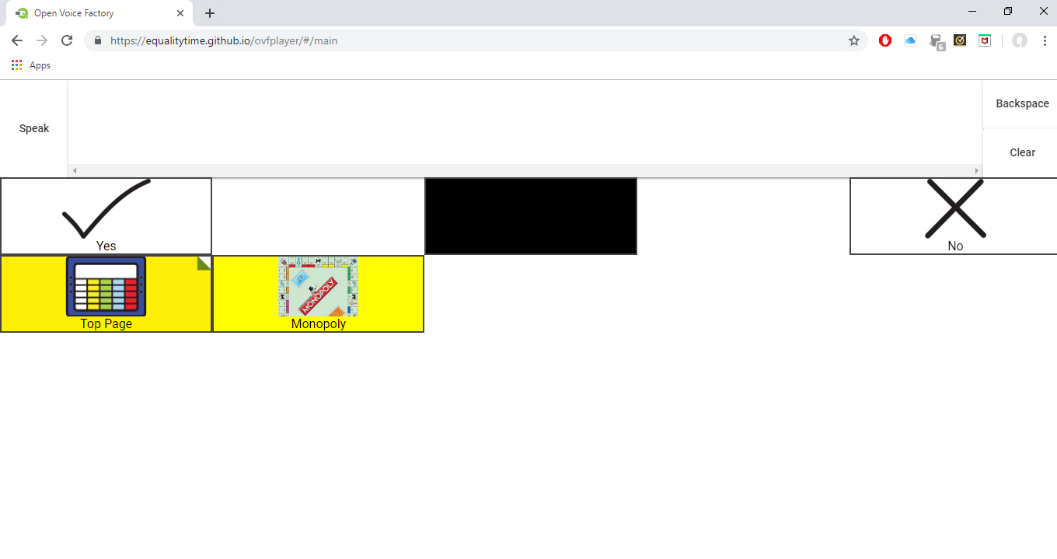 Open Voice Factory
https://equalitytime.github.io/ovfplayer/#/main
Apps
Speak
Backspace
Clear
Yes
No
MONOPOLY
Top Page
Monopoly